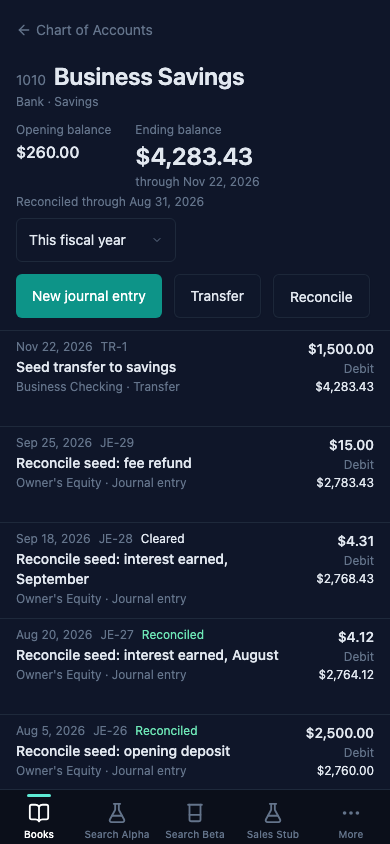 ← Chart of Accounts
1010 Business Savings
Bank · Savings
Opening balance
$260.00
Ending balance
$4,283.43
through Nov 22, 2026
Reconciled through Aug 31, 2026
This fiscal year
New journal entry
Transfer
Reconcile
Nov 22, 2026 TR-1
Seed transfer to savings
Business Checking · Transfer
$1,500.00
Debit
$4,283.43
Sep 25, 2026 JE-29
Reconcile seed: fee refund
Owner's Equity · Journal entry
$15.00
Debit
$2,783.43
Sep 18, 2026 JE-28 Cleared
Reconcile seed: interest earned,
September
Owner's Equity · Journal entry
$4.31
Debit
$2,768.43
Aug 20, 2026 JE-27 Reconciled
Reconcile seed: interest earned, August
Owner's Equity · Journal entry
$4.12
Debit
$2,764.12
Aug 5, 2026 JE-26 Reconciled
Reconcile seed: opening deposit
Owner's Equity · Journal entry
$2,500.00
Debit
$2,760.00
Books
Search Alpha
Search Beta
Sales Stub
More